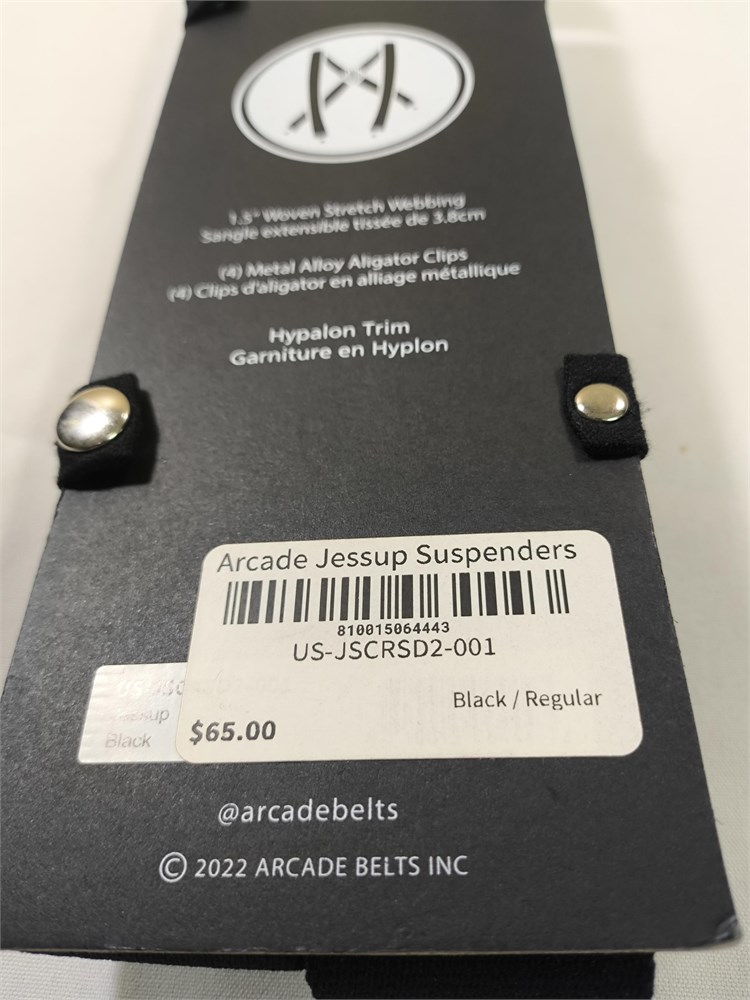 1.5" Woven Stretch Webbing
Sangle extensible tissée de 3.8cm
(4) Metal Alloy Aligator Clips
(4) Clips d'aligator en alliage métallique
Hypalon Trim
Garniture en Hyplon
Arcade Jessup Suspenders
810015064443
US-JSCRSD2-001
Black / Regular
$65.00
Black
@arcadebelts
© 2022 ARCADE BELTS INC